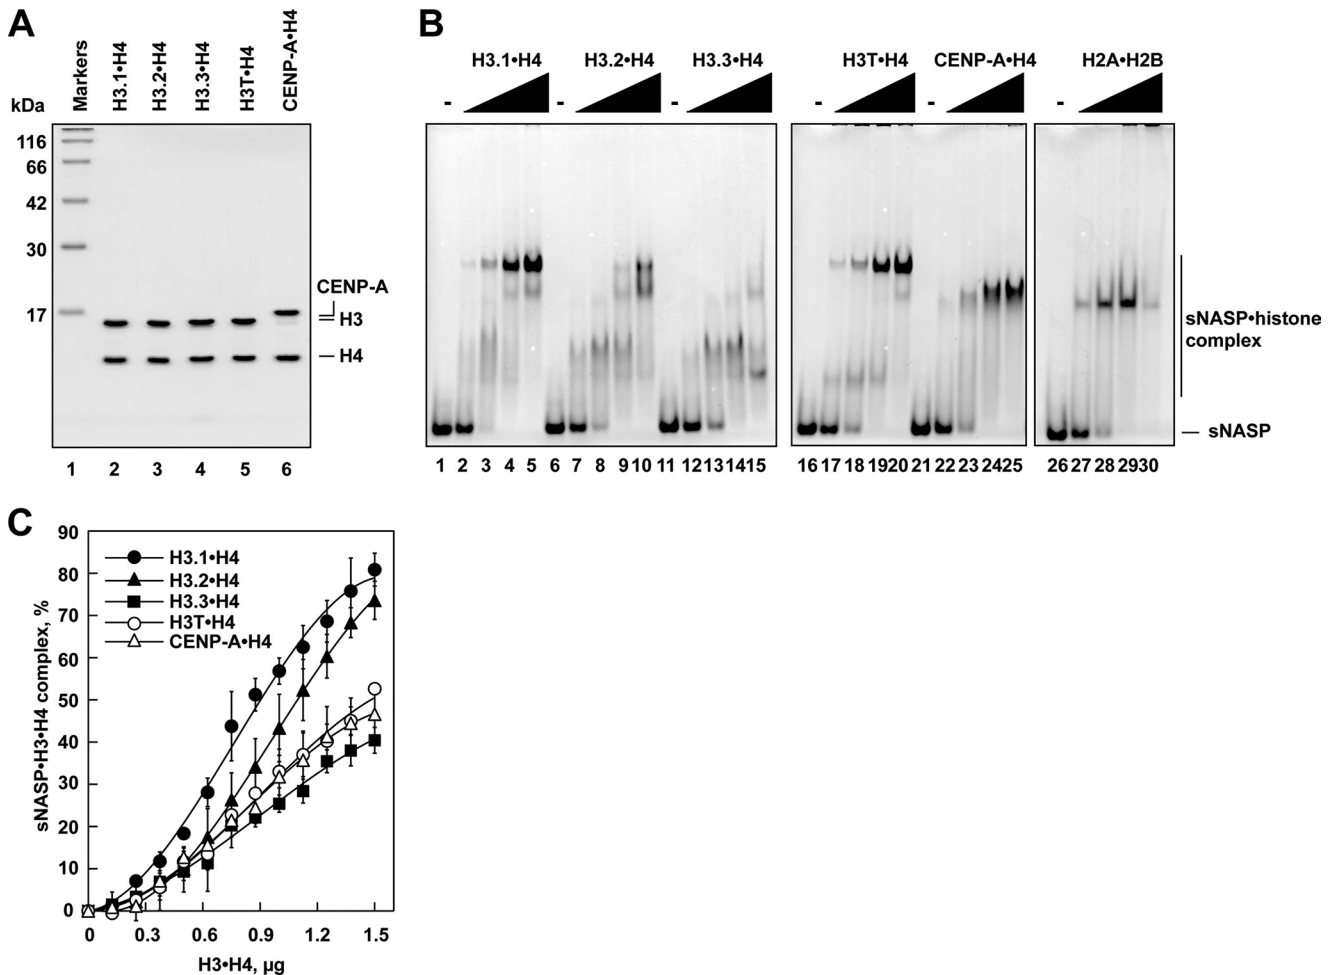 A
Markers
H3.1•H4
H3.2•H4
H3.3•H4
H3T•H4
CENP-A•H4
kDa
116
66
42
30
17
CENP-A
H3
H4
1 2 3 4 5 6
B
H3.1•H4 H3.2•H4 H3.3•H4 H3T•H4 CENP-A•H4 H2A•H2B
- - - - - -
sNASP•histone
complex
sNASP
1 2 3 4 5 6 7 8 9 10 11 12 13 14 15 16 17 18 19 20 21 22 23 24 25 26 27 28 29 30
C
90
80
70
60
50
40
30
20
10
0
sNASP•H3•H4 complex, %
H3.1•H4
H3.2•H4
H3.3•H4
H3T•H4
CENP-A•H4
0 0.3 0.6 0.9 1.2 1.5
H3•H4, μg